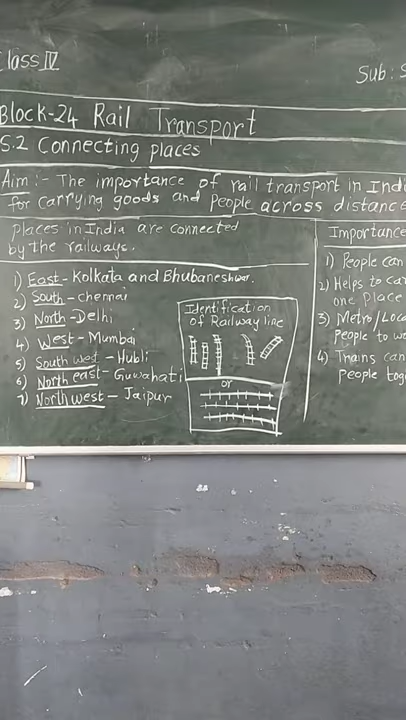 Class IV
Sub: S
Block-24 Rail Transport
S.2 Connecting places
Aim :- The importance of rail transport in Indi
for carrying goods and people across distance
places in India are connected
by the railways.
1) East - Kolkata and Bhubaneshwar.
2) South - chennai
3) North - Delhi
4) West - Mumbai
5) South west - Hubli
6) North east - Guwahati
7) North west - Jaipur
Identification
of Railway line
or
Importance
1) People can
2) Helps to car
one place
3) Metro/Loca
People to w
4) Trains can
people tog